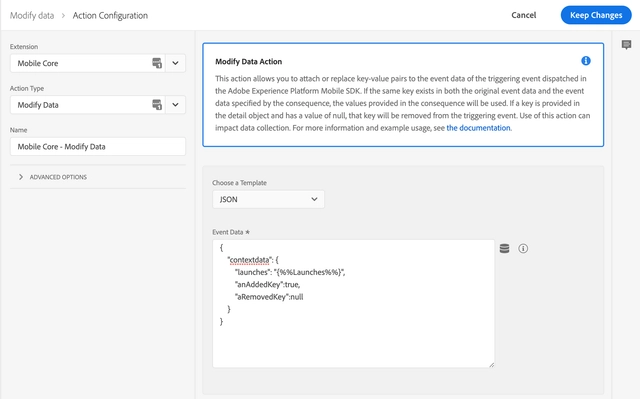 Modify data > Action Configuration
Cancel
Keep Changes
Extension
Mobile Core
Action Type
Modify Data
Name
Mobile Core - Modify Data
ADVANCED OPTIONS
Modify Data Action
This action allows you to attach or replace key-value pairs to the event data of the triggering event dispatched in
the Adobe Experience Platform Mobile SDK. If the same key exists in both the original event data and the event
data specified by the consequence, the values provided in the consequence will be used. If a key is provided in
the detail object and has a value of null, that key will be removed from the triggering event. Use of this action can
impact data collection. For more information and example usage, see the documentation.
Choose a Template
JSON
Event Data *
{
"contextdata": {
"launches": "{%%Launches%%}",
"anAddedKey":true,
"aRemovedKey":null
}
}